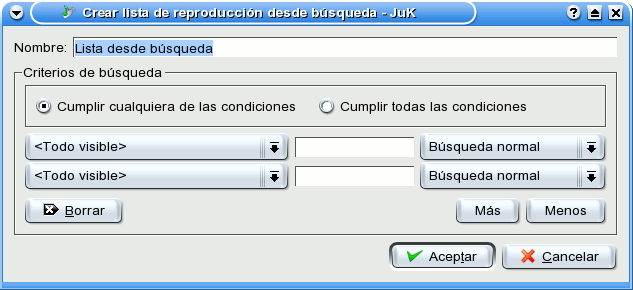 Crear lista de reproducción desde búsqueda - JuK
Nombre: Lista desde búsqueda
Criterios de búsqueda
Cumplir cualquiera de las condiciones Cumplir todas las condiciones
<Todo visible> Búsqueda normal
<Todo visible> Búsqueda normal
Borrar Más Menos
Aceptar Cancelar